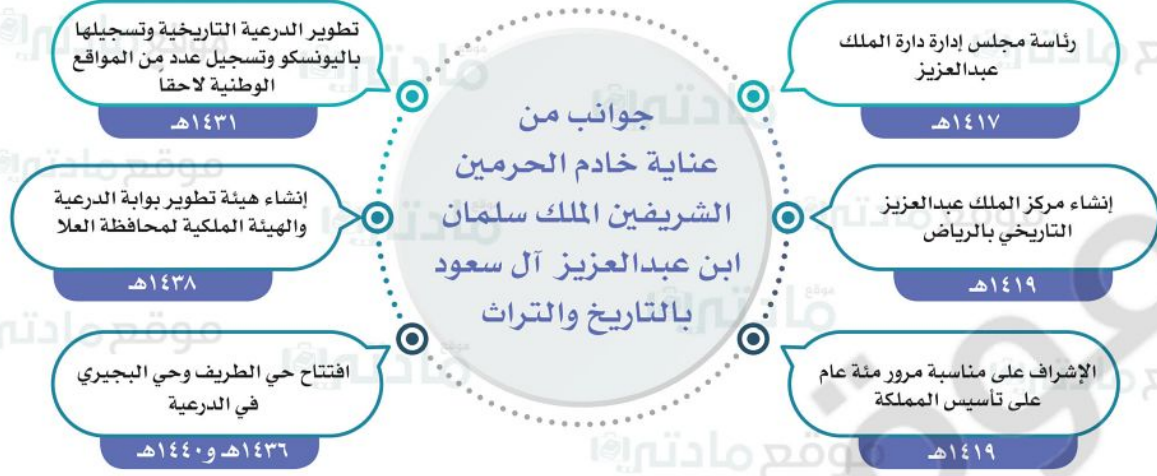 جوانب من
عناية خادم الحرمين
الشريفين الملك سلمان
ابن عبدالعزيز آل سعود
بالتاريخ والتراث
رئاسة مجلس إدارة دارة الملك
عبدالعزيز
١٤١٧هـ
إنشاء مركز الملك عبدالعزيز
التاريخي بالرياض
١٤١٩هـ
الإشراف على مناسبة مرور مئة عام
على تأسيس المملكة
١٤١٩هـ
تطوير الدرعية التاريخية وتسجيلها
باليونسكو وتسجيل عدد من المواقع
الوطنية لاحقاً
١٤٣١هـ
إنشاء هيئة تطوير بوابة الدرعية
والهيئة الملكية لمحافظة العلا
١٤٣٨هـ
افتتاح حي الطريف وحي البجيري
في الدرعية
١٤٣٦هـ و١٤٤٠هـ
موقع مادتي